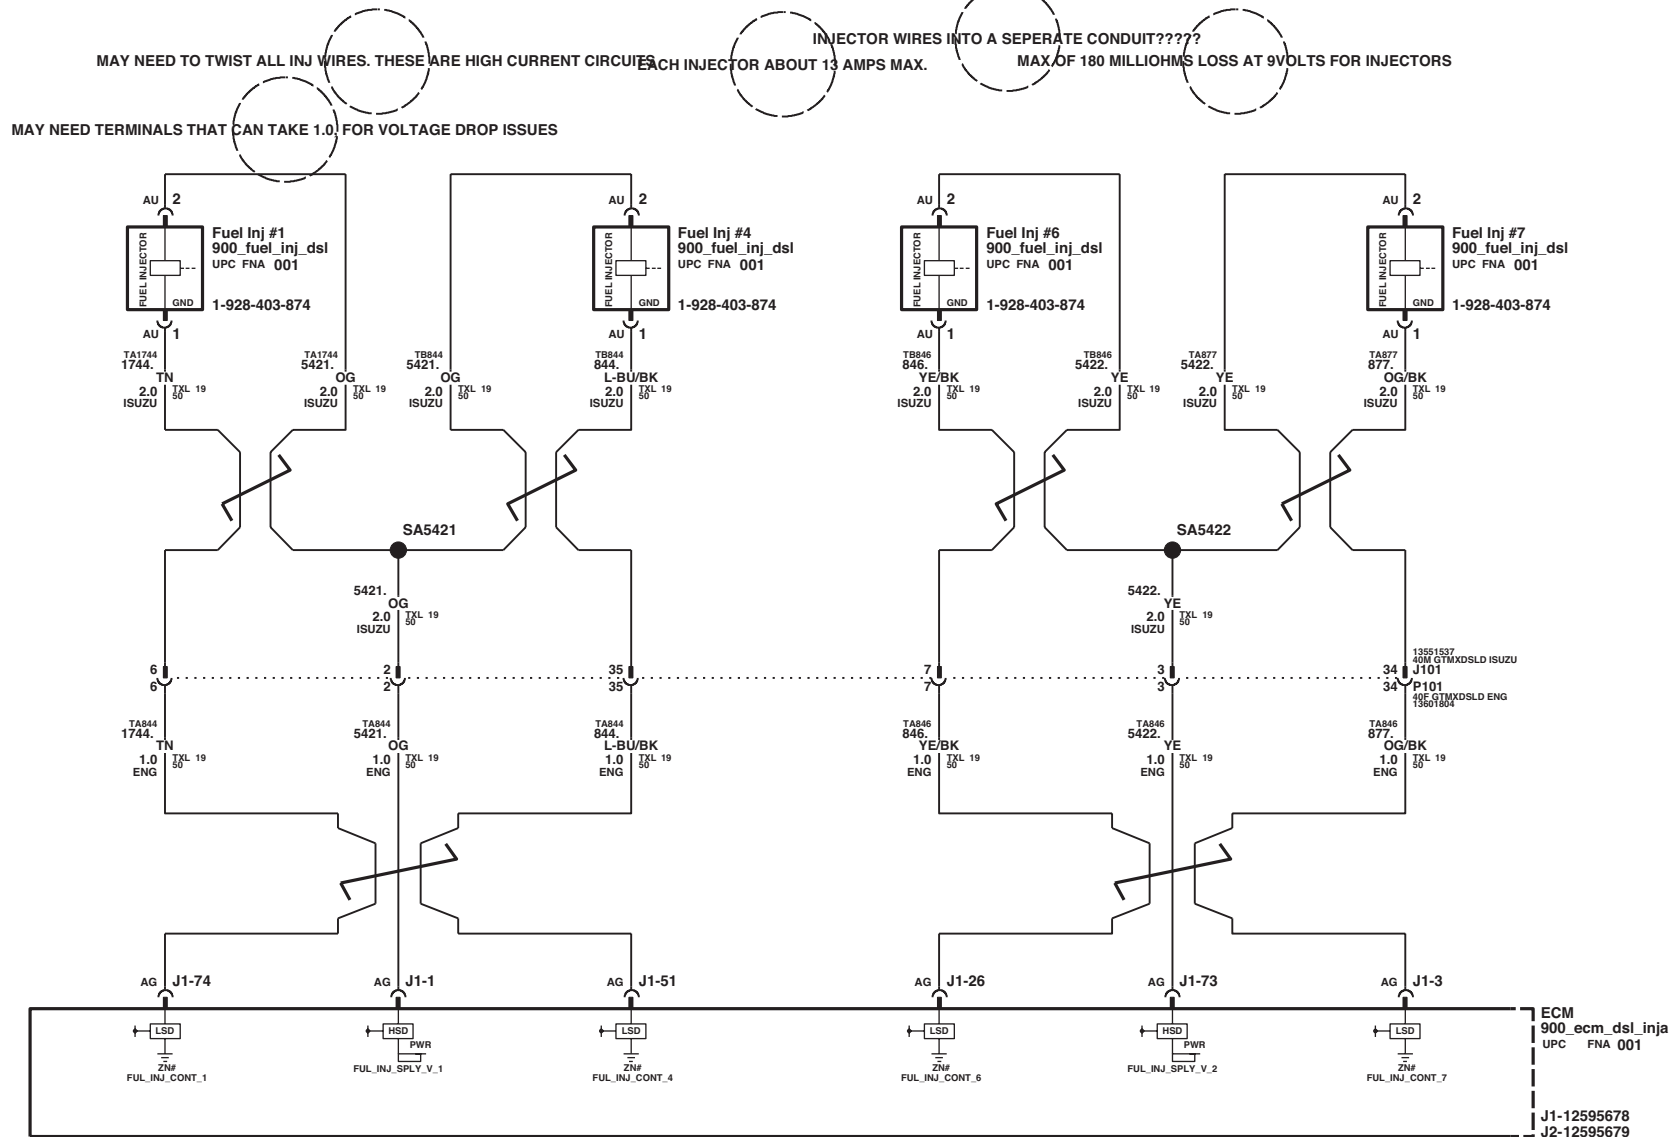 INJECTOR WIRES INTO A SEPERATE CONDUIT?????
MAY NEED TO TWIST ALL INJ WIRES. THESE ARE HIGH CURRENT CIRCUITS
EACH INJECTOR ABOUT 13 AMPS MAX.
MAX OF 180 MILLIOHMS LOSS AT 9VOLTS FOR INJECTORS
MAY NEED TERMINALS THAT CAN TAKE 1.0, FOR VOLTAGE DROP ISSUES
AU 2
FUEL INJECTOR
GND
Fuel Inj #1
900_fuel_inj_dsl
UPC FNA 001
1-928-403-874
AU 1
AU 2
FUEL INJECTOR
GND
Fuel Inj #4
900_fuel_inj_dsl
UPC FNA 001
1-928-403-874
AU 1
AU 2
FUEL INJECTOR
GND
Fuel Inj #6
900_fuel_inj_dsl
UPC FNA 001
1-928-403-874
AU 1
AU 2
FUEL INJECTOR
GND
Fuel Inj #7
900_fuel_inj_dsl
UPC FNA 001
1-928-403-874
AU 1
TA1744
1744.
TN
2.0 TXL 19
50
ISUZU
TA1744
5421.
OG
2.0 TXL 19
50
ISUZU
TB844
5421.
OG
2.0 TXL 19
50
ISUZU
TB844
844.
L-BU/BK
2.0 TXL 19
50
ISUZU
TB846
846.
YE/BK
2.0 TXL 19
50
ISUZU
TB846
5422.
YE
2.0 TXL 19
50
ISUZU
TA877
5422.
YE
2.0 TXL 19
50
ISUZU
TA877
877.
OG/BK
2.0 TXL 19
50
ISUZU
SA5421
SA5422
5421.
OG
2.0 TXL 19
50
ISUZU
5422.
YE
2.0 TXL 19
50
ISUZU
6 2 35 7 3 34
13551537
40M GTMXDSLD ISUZU
J101
6 2 35 7 3 34
P101
40F GTMXDSLD ENG
13601804
TA844
1744.
TN
1.0 TXL 19
50
ENG
TA844
5421.
OG
1.0 TXL 19
50
ENG
TA844
844.
L-BU/BK
1.0 TXL 19
50
ENG
TA846
846.
YE/BK
1.0 TXL 19
50
ENG
TA846
5422.
YE
1.0 TXL 19
50
ENG
TA846
877.
OG/BK
1.0 TXL 19
50
ENG
AG J1-74
AG J1-1
AG J1-51
AG J1-26
AG J1-73
AG J1-3
LSD
ZN#
FUL_INJ_CONT_1
HSD
PWR
FUL_INJ_SPLY_V_1
LSD
ZN#
FUL_INJ_CONT_4
LSD
ZN#
FUL_INJ_CONT_6
HSD
PWR
FUL_INJ_SPLY_V_2
LSD
ZN#
FUL_INJ_CONT_7
ECM
900_ecm_dsl_inja
UPC FNA 001
J1-12595678
J2-12595679